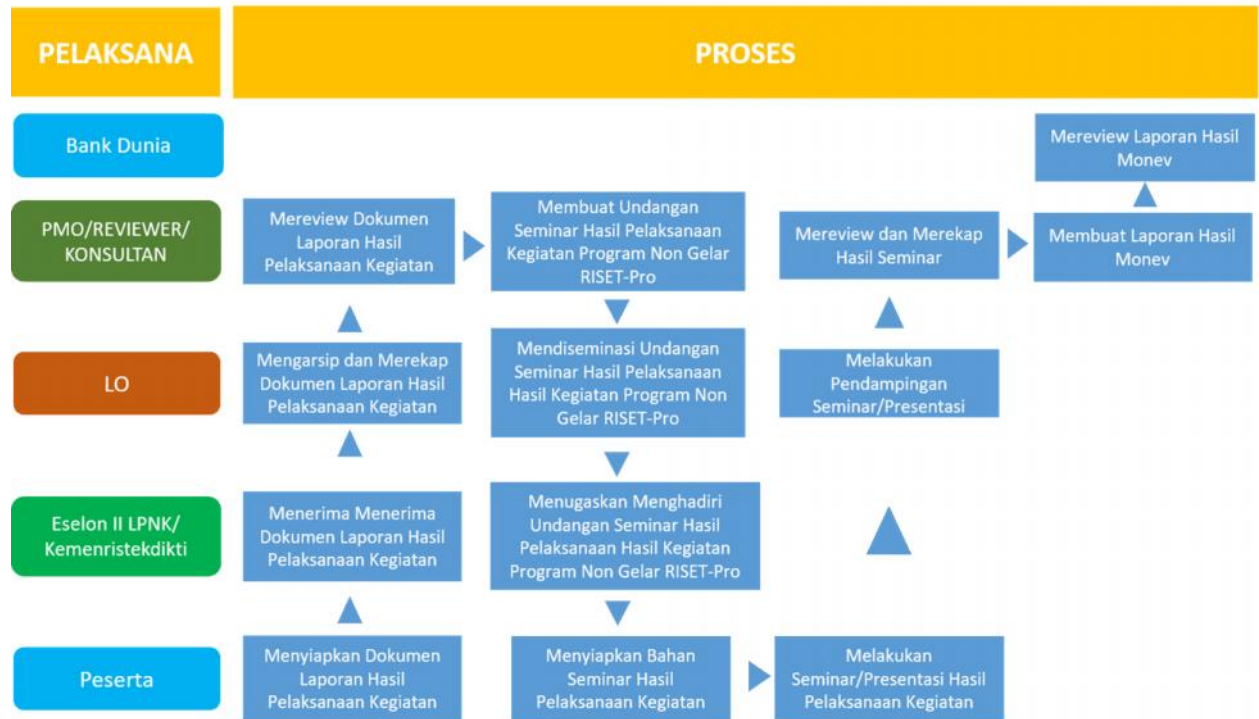 PELAKSANA
PROSES
Bank Dunia
Mereview Laporan Hasil
Monev
PMO/REVIEWER/
KONSULTAN
Mereview Dokumen
Laporan Hasil
Pelaksanaan Kegiatan
Membuat Undangan
Seminar Hasil Pelaksanaan
Kegiatan Program Non Gelar
RISET-Pro
Mereview dan Merekap
Hasil Seminar
Membuat Laporan Hasil
Monev
LO
Mengarsip dan Merekap
Dokumen Laporan Hasil
Pelaksanaan Kegiatan
Mendiseminasi Undangan
Seminar Hasil Pelaksanaan
Hasil Kegiatan Program Non
Gelar RISET-Pro
Melakukan
Pendampingan
Seminar/Presentasi
Eselon II LPNK/
Kemenristekdikti
Menerima Menerima
Dokumen Laporan Hasil
Pelaksanaan Kegiatan
Menugaskan Menghadiri
Undangan Seminar Hasil
Pelaksanaan Hasil Kegiatan
Program Non Gelar RISET-Pro
Peserta
Menyiapkan Dokumen
Laporan Hasil
Pelaksanaan Kegiatan
Menyiapkan Bahan
Seminar Hasil
Pelaksanaan Kegiatan
Melakukan
Seminar/Presentasi Hasil
Pelaksanaan Kegiatan